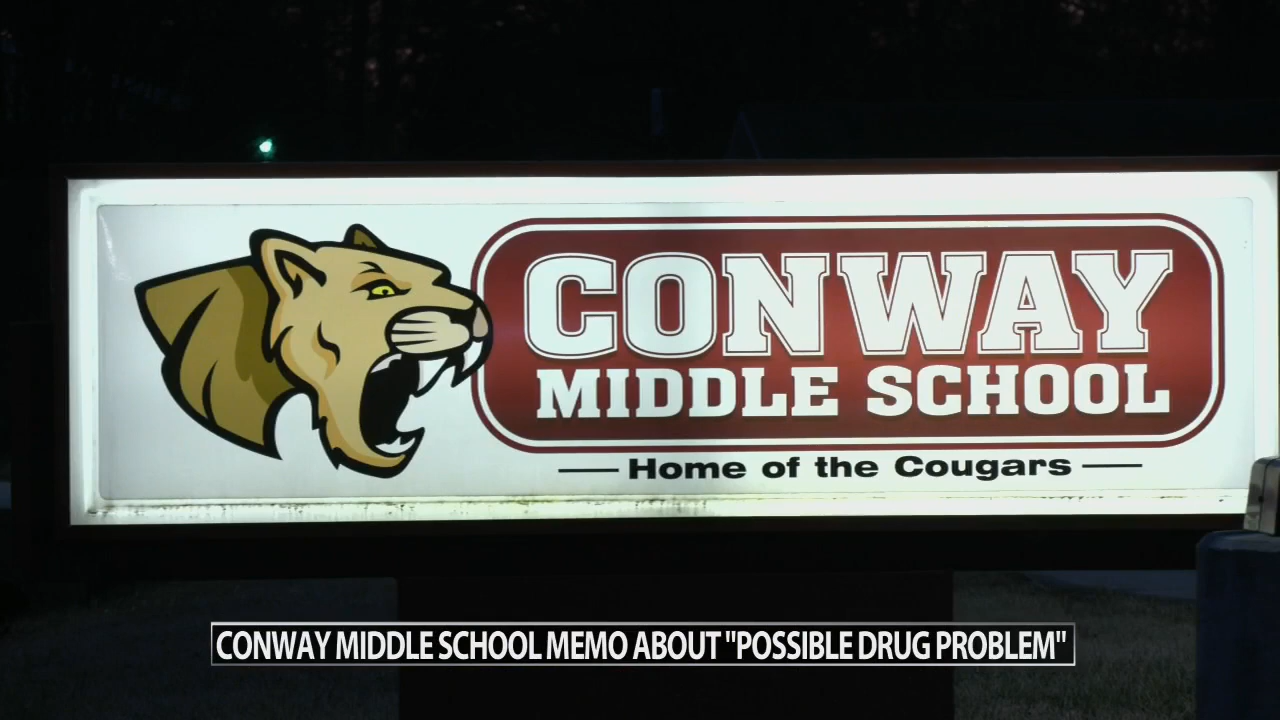 CONWAY
MIDDLE SCHOOL
Home of the Cougars
CONWAY MIDDLE SCHOOL MEMO ABOUT "POSSIBLE DRUG PROBLEM"